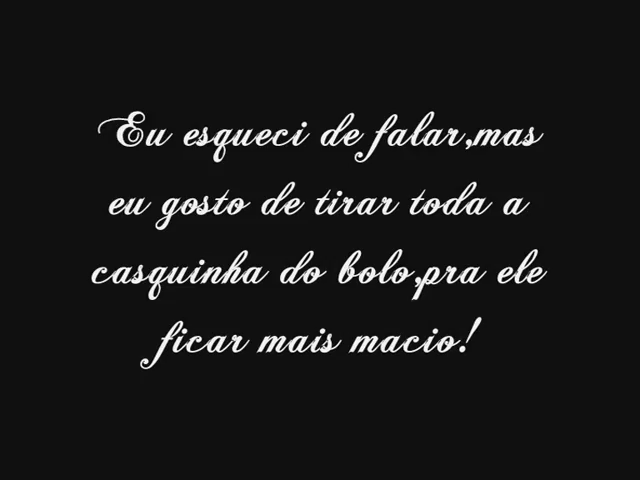 Eu esqueci de falar,mas
eu gosto de tirar toda a
casquinha do bolo,pra ele
ficar mais macio!